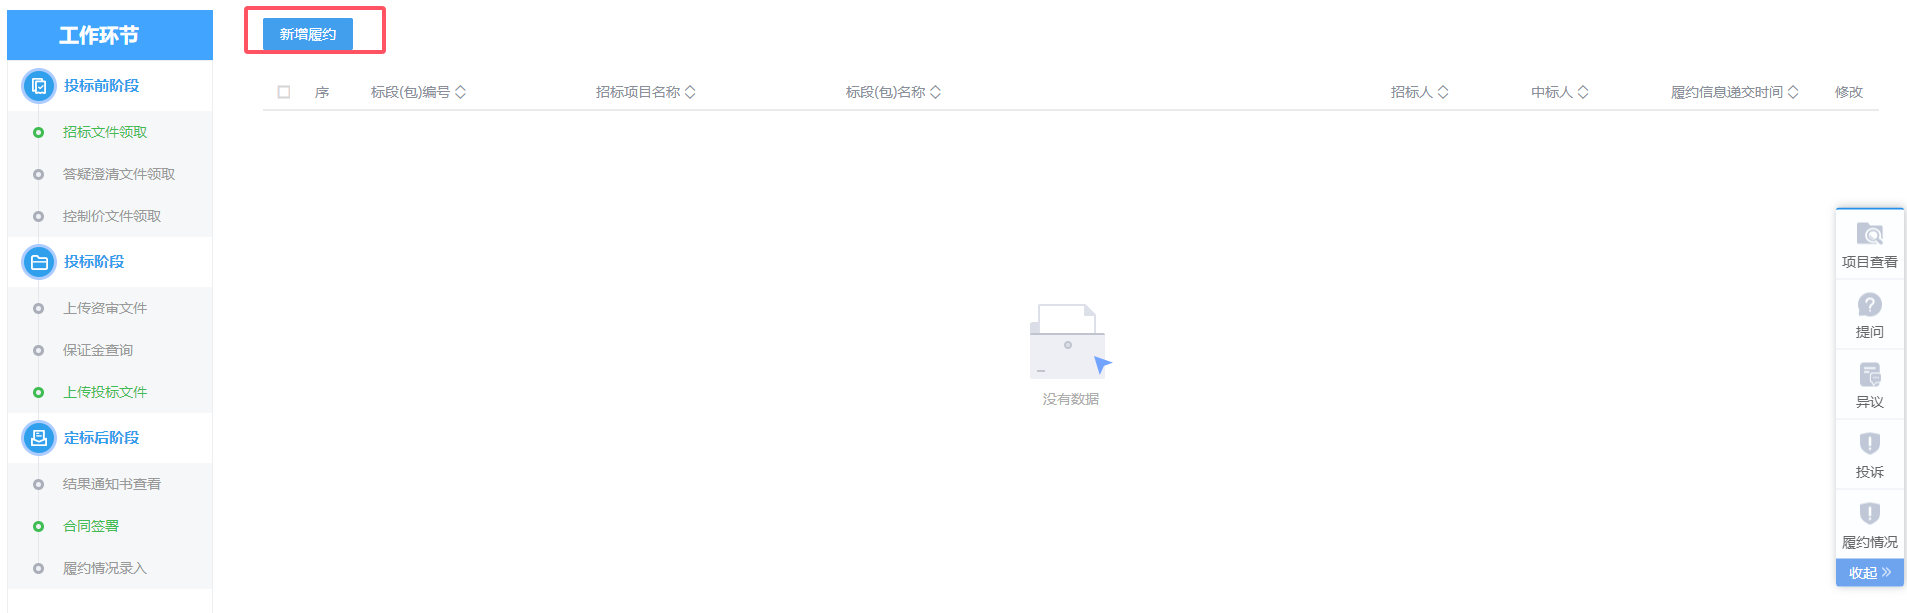 工作环节
投标前阶段
招标文件领取
答疑澄清文件领取
控制价文件领取
投标阶段
上传资审文件
保证金查询
上传投标文件
定标后阶段
结果通知书查看
合同签署
履约情况录入
新增履约
序 标段(包)编号 招标项目名称 标段(包)名称 招标人 中标人 履约信息递交时间 修改
没有数据
项目查看
提问
异议
投诉
履约情况
收起